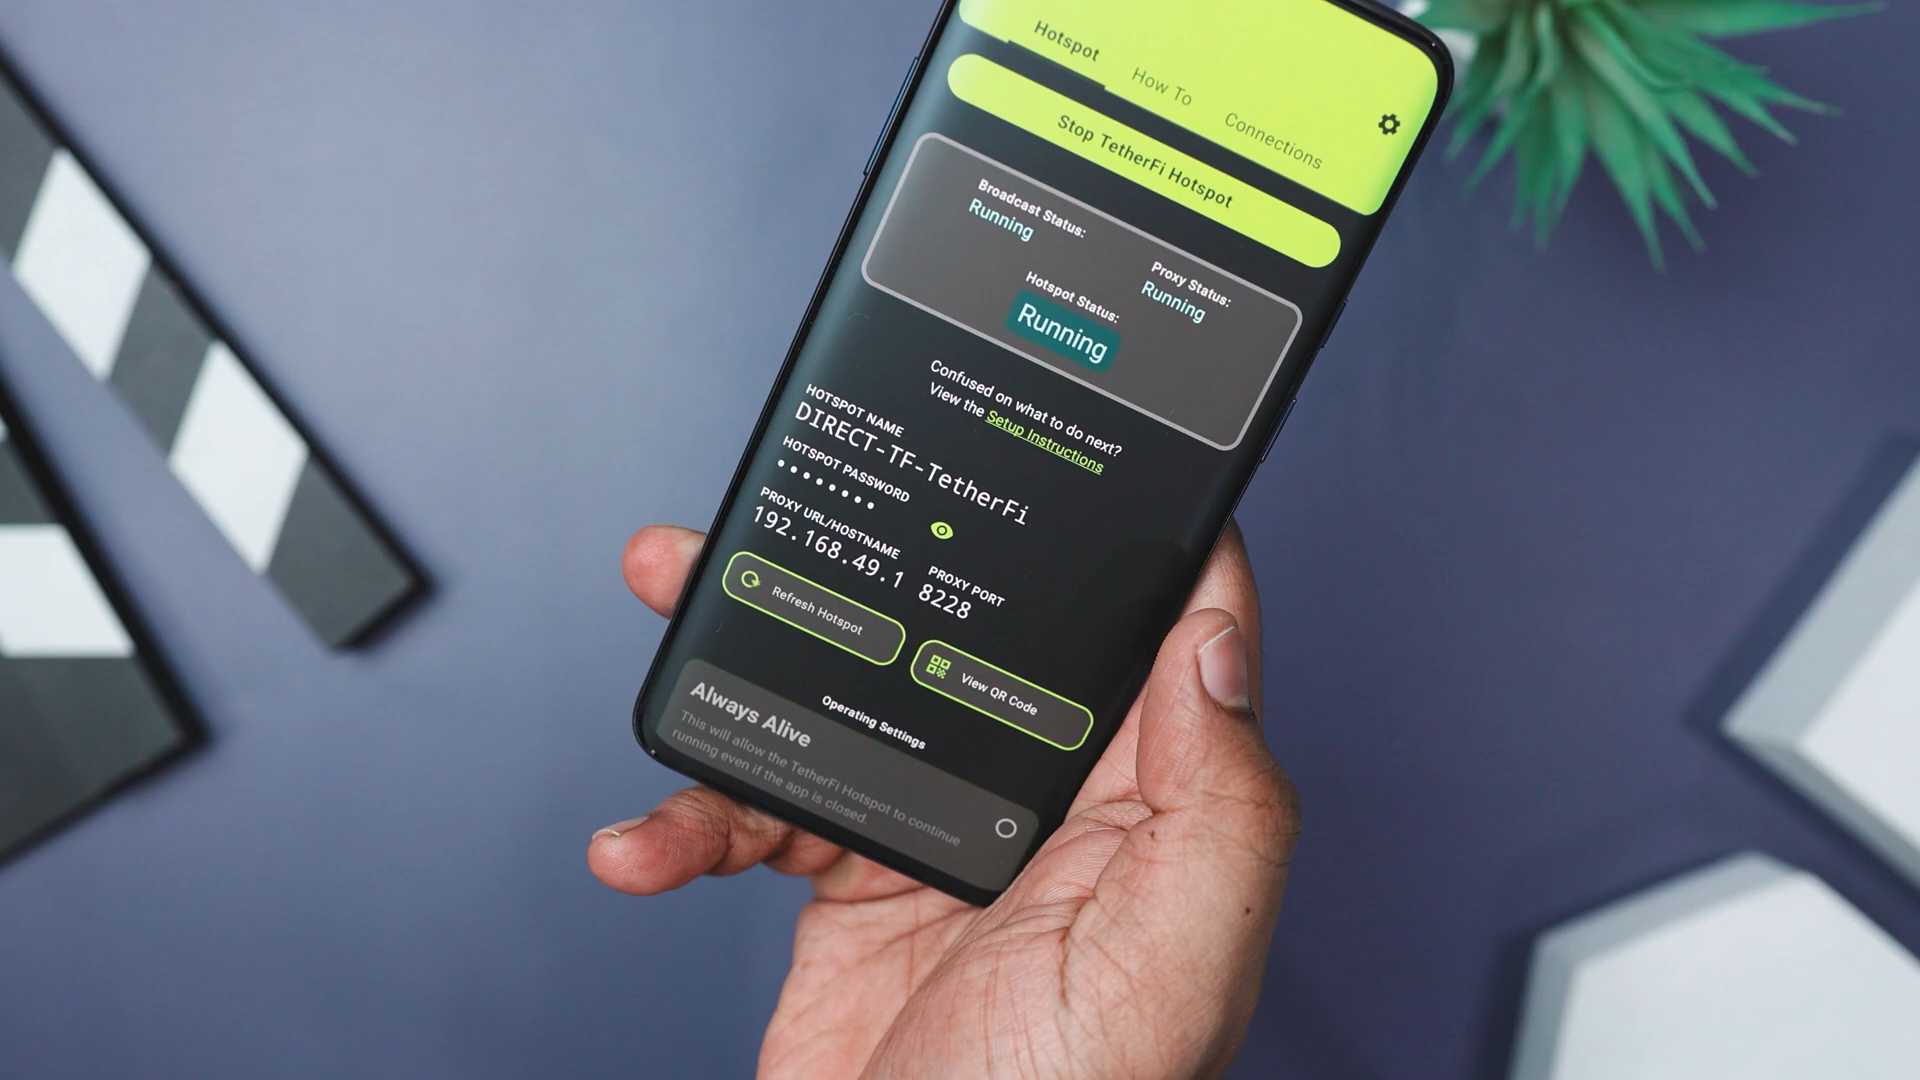 Hotspot
How To
Connections
Stop TetherFi Hotspot
Broadcast Status:
Running
Proxy Status:
Running
Hotspot Status:
Running
Confused on what to do next?
View the Setup Instructions
HOTSPOT NAME
DIRECT-TF-TetherFi
HOTSPOT PASSWORD
••••••••
PROXY URL/HOSTNAME
192.168.49.1
PROXY PORT
8228
Refresh Hotspot
View QR Code
Operating Settings
Always Alive
This will allow the TetherFi Hotspot to continue
running even if the app is closed.